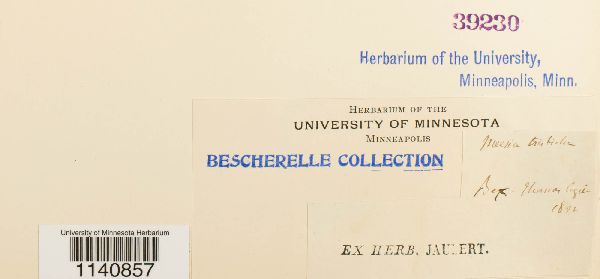 39230
Herbarium of the University,
Minneapolis, Minn.
HERBARIUM OF THE
UNIVERSITY OF MINNESOTA
MINNEAPOLIS
BESCHERELLE COLLECTION
Meesia
EX HERB. JAUBERT.
University of Minnesota Herbarium
1140857